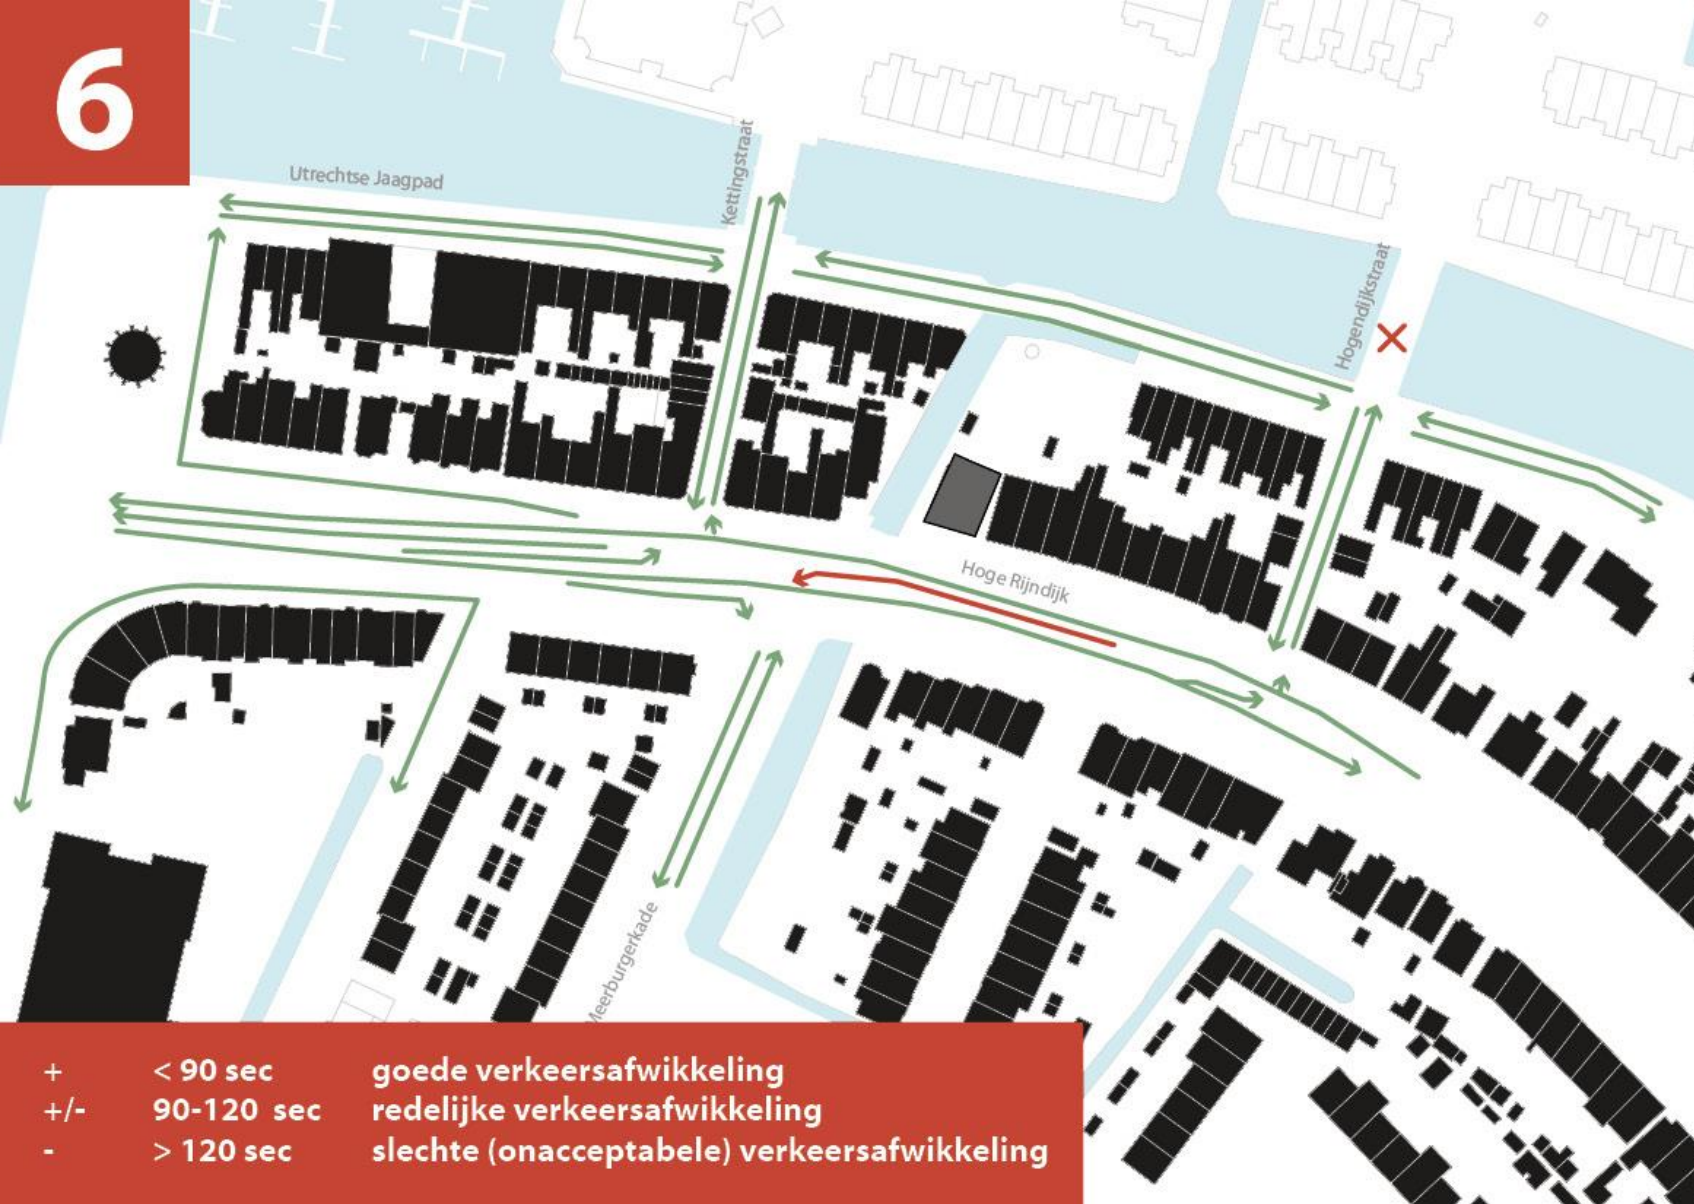 6
Utrechtse Jaagpad
Kettingstraat
Hogendijkstraat
Hoge Rijndijk
Meerburgerkade
+ < 90 sec goede verkeersafwikkeling
+/- 90-120 sec redelijke verkeersafwikkeling
- > 120 sec slechte (onacceptabele) verkeersafwikkeling